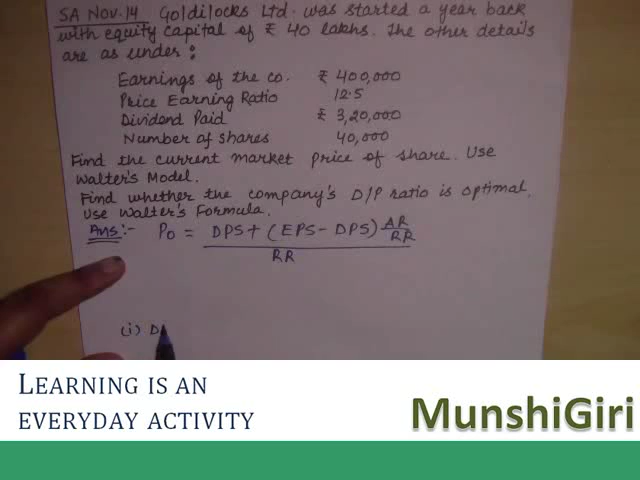 SA Nov.14 Goldilocks Ltd. was started a year back
with equity capital of ₹ 40 lakhs. The other details
are as under :
Earnings of the co. ₹ 400,000
Price Earning Ratio 12.5
Dividend Paid ₹ 3,20,000
Number of shares 40,000
Find the current market price of share. Use
Walter's Model.
Find whether the company's D/P ratio is optimal.
Use Walter's Formula.
Ans:- P0 = DPS + (EPS - DPS) AR/RR
RR
(i) D
LEARNING IS AN
EVERYDAY ACTIVITY
MunshiGiri